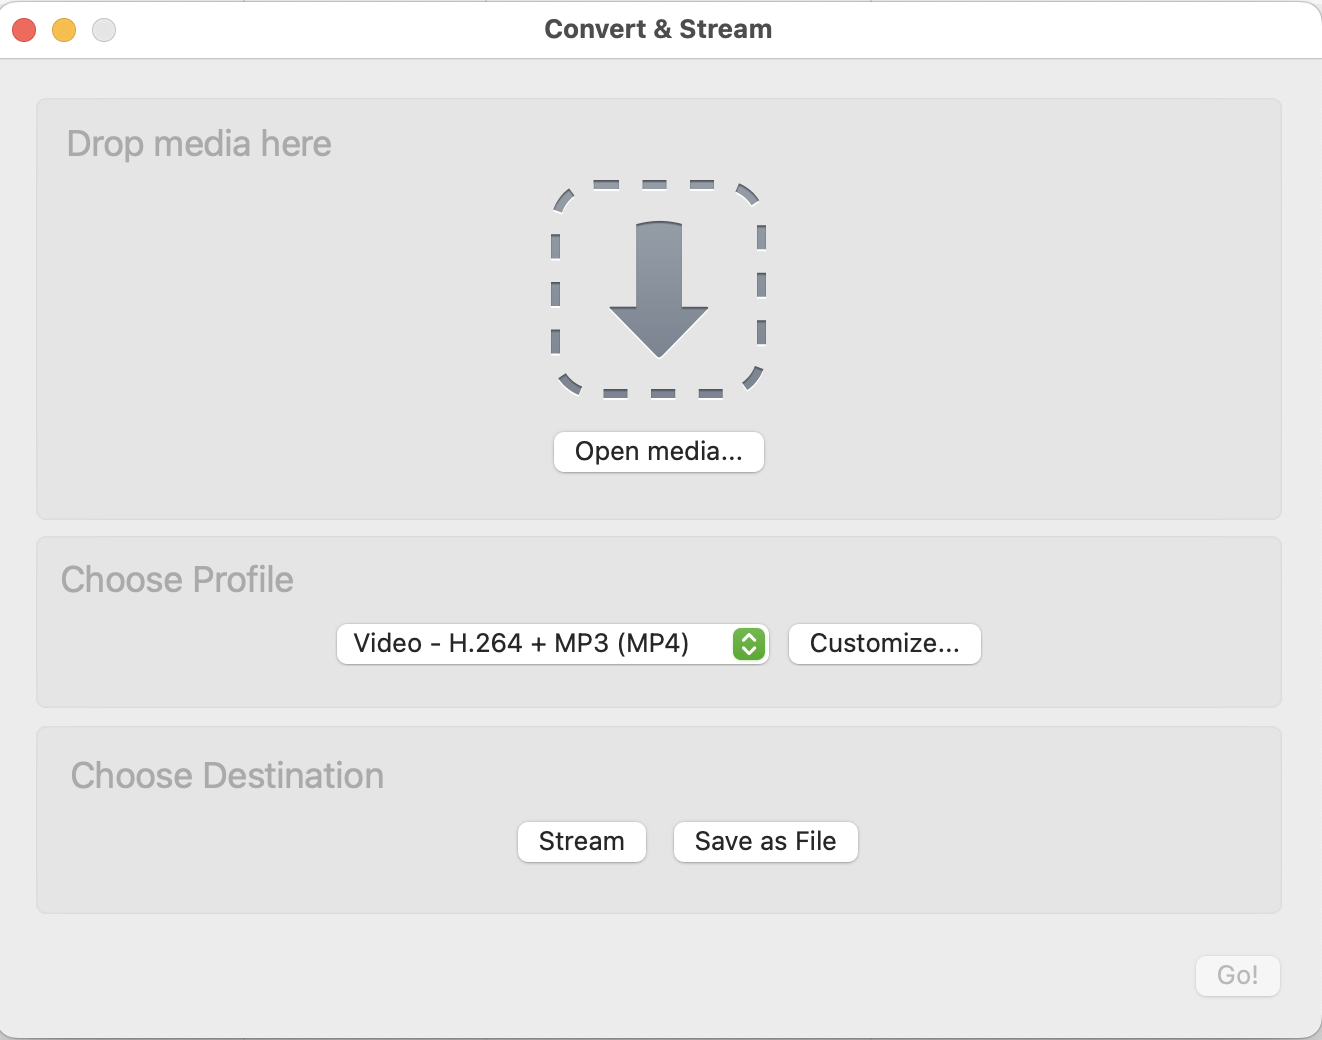 Convert & Stream
Drop media here
Open media...
Choose Profile
Video - H.264 + MP3 (MP4)
Customize...
Choose Destination
Stream
Save as File
Go!